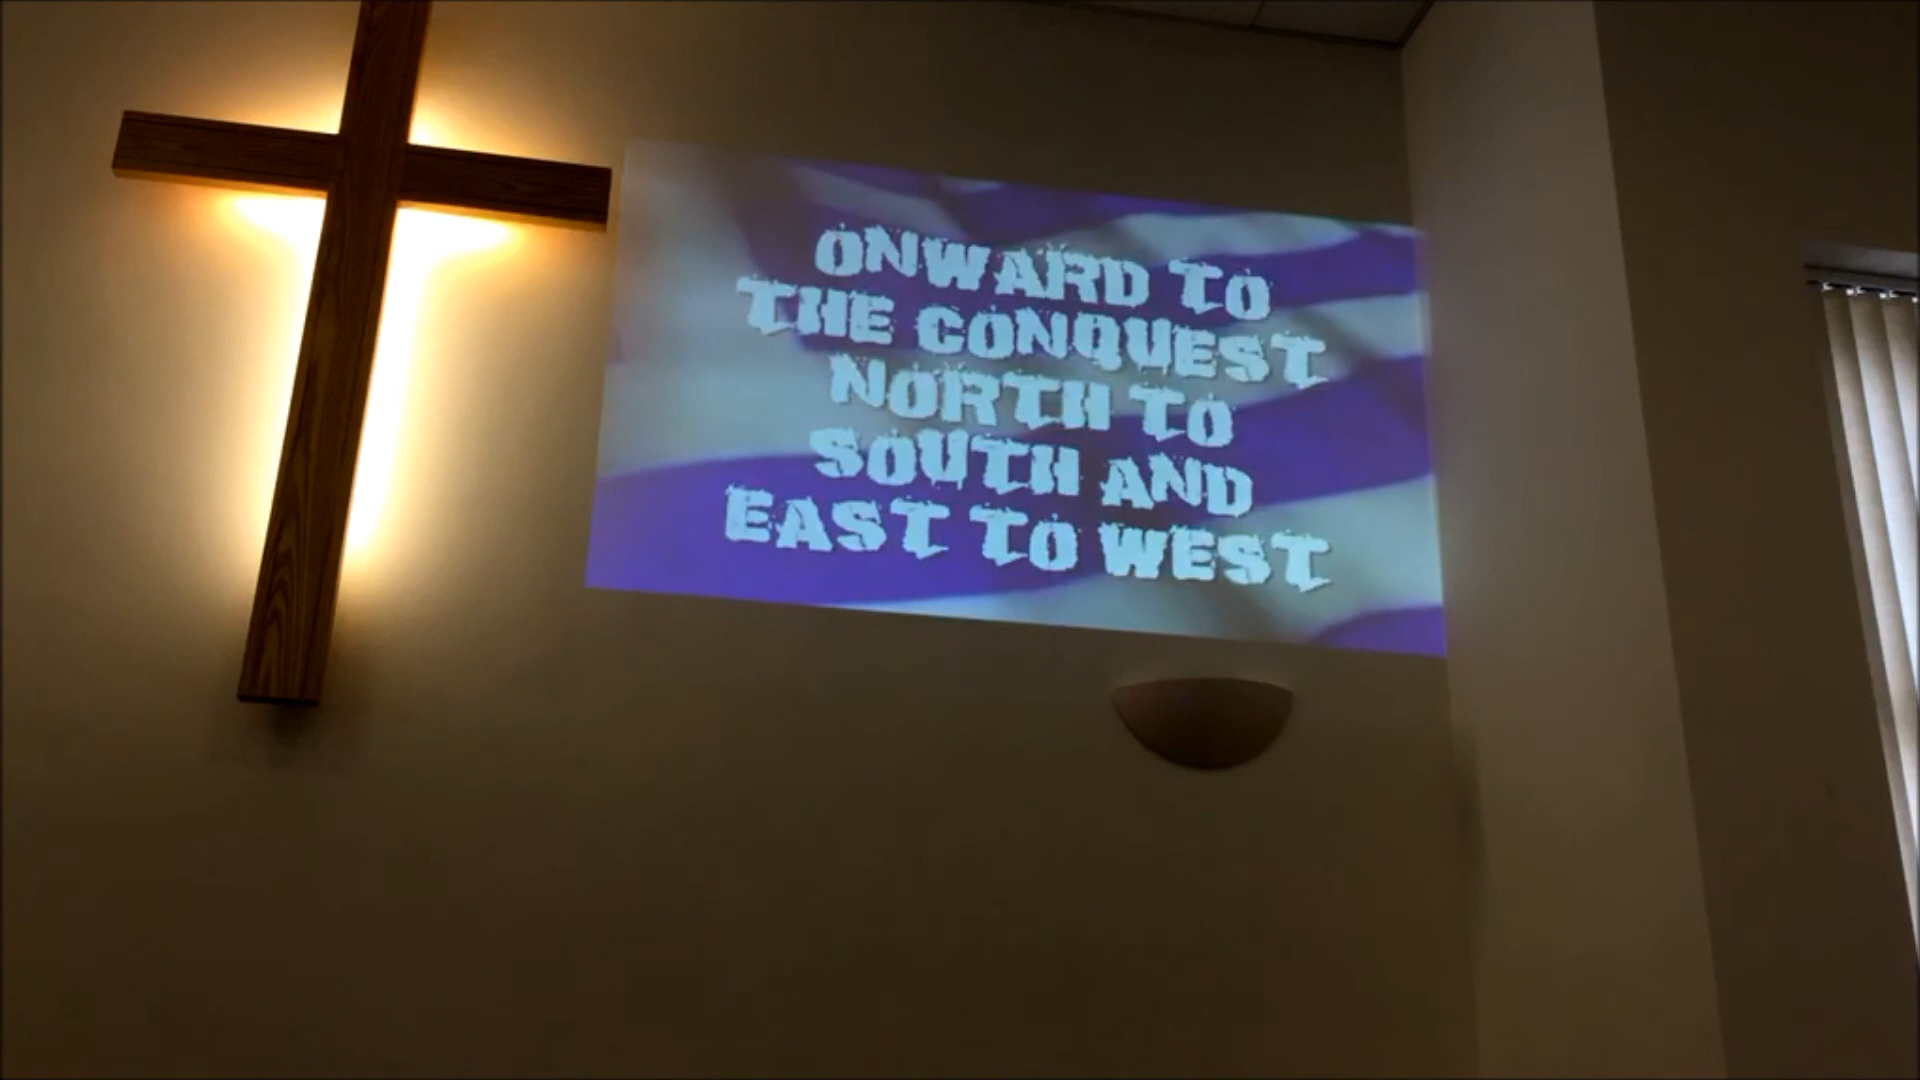 ONWARD TO
THE CONQUEST
NORTH TO
SOUTH AND
EAST TO WEST